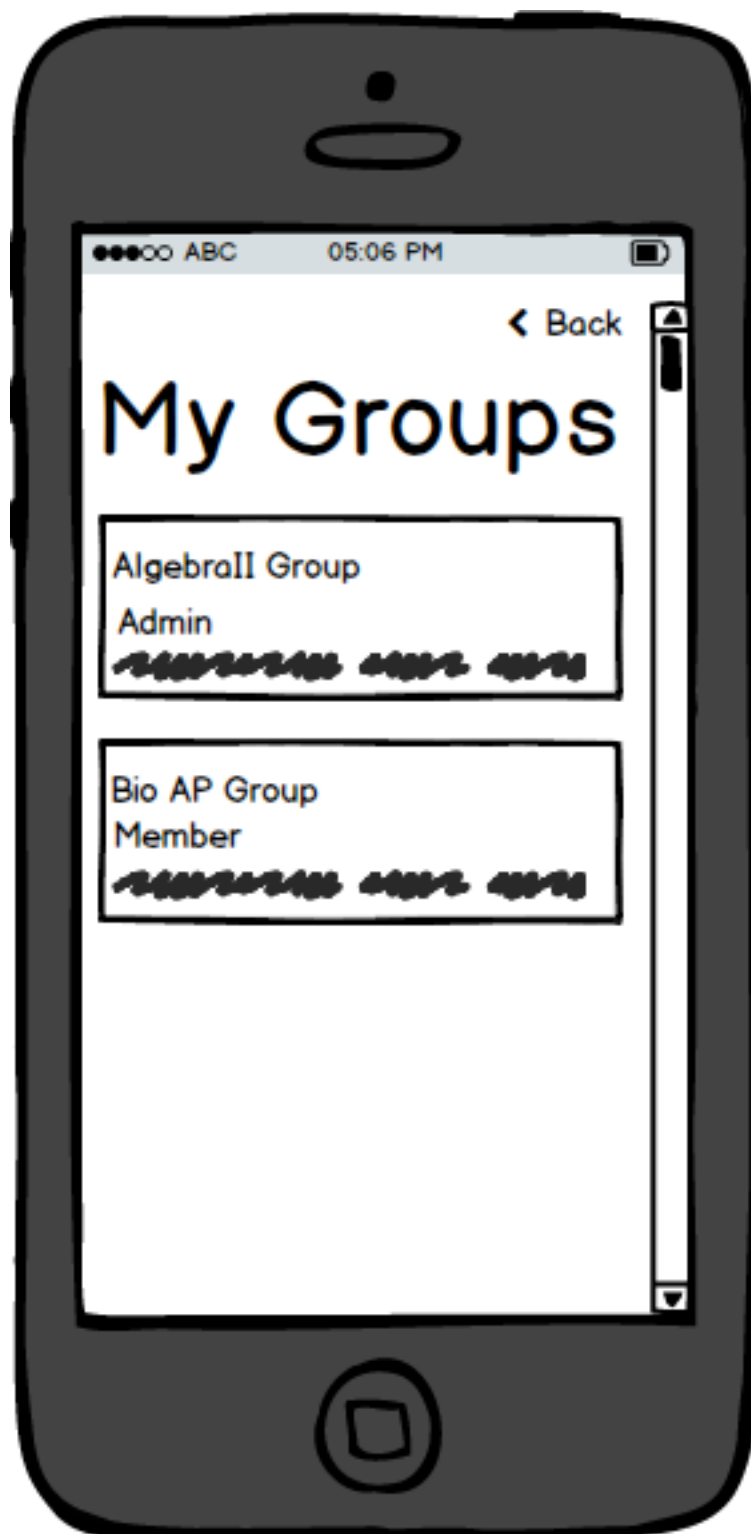 ABC 05:06 PM
Back
My Groups
AlgebraII Group
Admin
Bio AP Group
Member